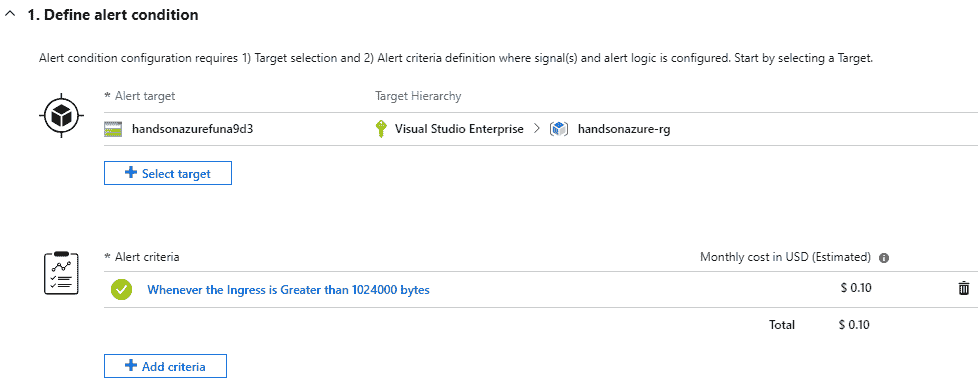 1. Define alert condition
Alert condition configuration requires 1) Target selection and 2) Alert criteria definition where signal(s) and alert logic is configured. Start by selecting a Target.
* Alert target Target Hierarchy
handsonazurefuna9d3 Visual Studio Enterprise > handsonazure-rg
+ Select target
* Alert criteria Monthly cost in USD (Estimated)
Whenever the Ingress is Greater than 1024000 bytes $ 0.10
Total $ 0.10
+ Add criteria